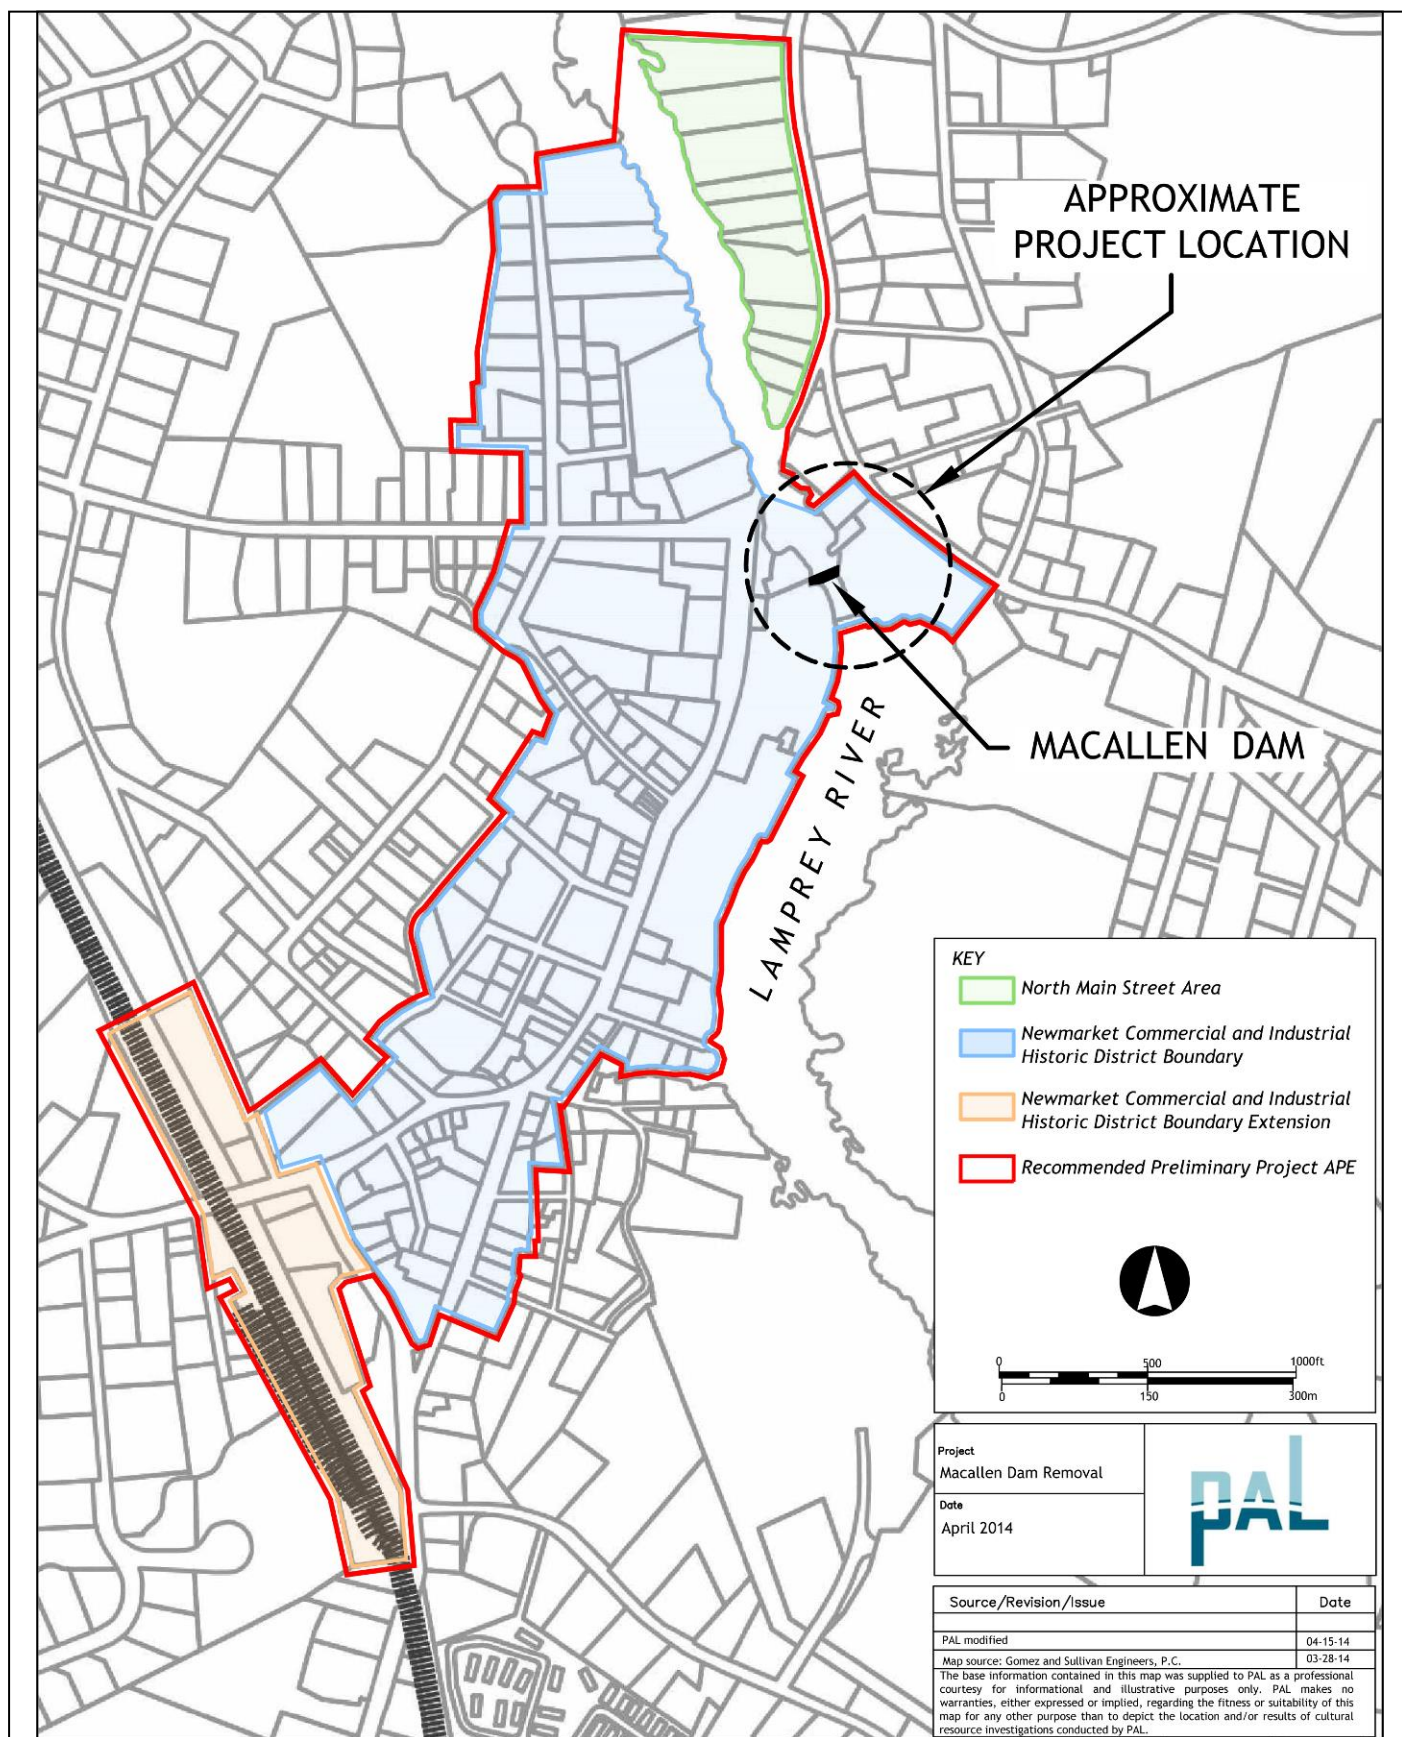 APPROXIMATE
PROJECT LOCATION
MACALLEN DAM
LAMPREY RIVER
KEY
North Main Street Area
Newmarket Commercial and Industrial
Historic District Boundary
Newmarket Commercial and Industrial
Historic District Boundary Extension
Recommended Preliminary Project APE
0 500 1000ft
0 150 300m
Project
Macallen Dam Removal
Date
April 2014
PAL
Source/Revision/Issue Date
PAL modified 04-15-14
Map source: Gomez and Sullivan Engineers, P.C. 03-28-14
The base information contained in this map was supplied to PAL as a professional
courtesy for informational and illustrative purposes only. PAL makes no
warranties, either expressed or implied, regarding the fitness or suitability of this
map for any other purpose than to depict the location and/or results of cultural
resource investigations conducted by PAL.